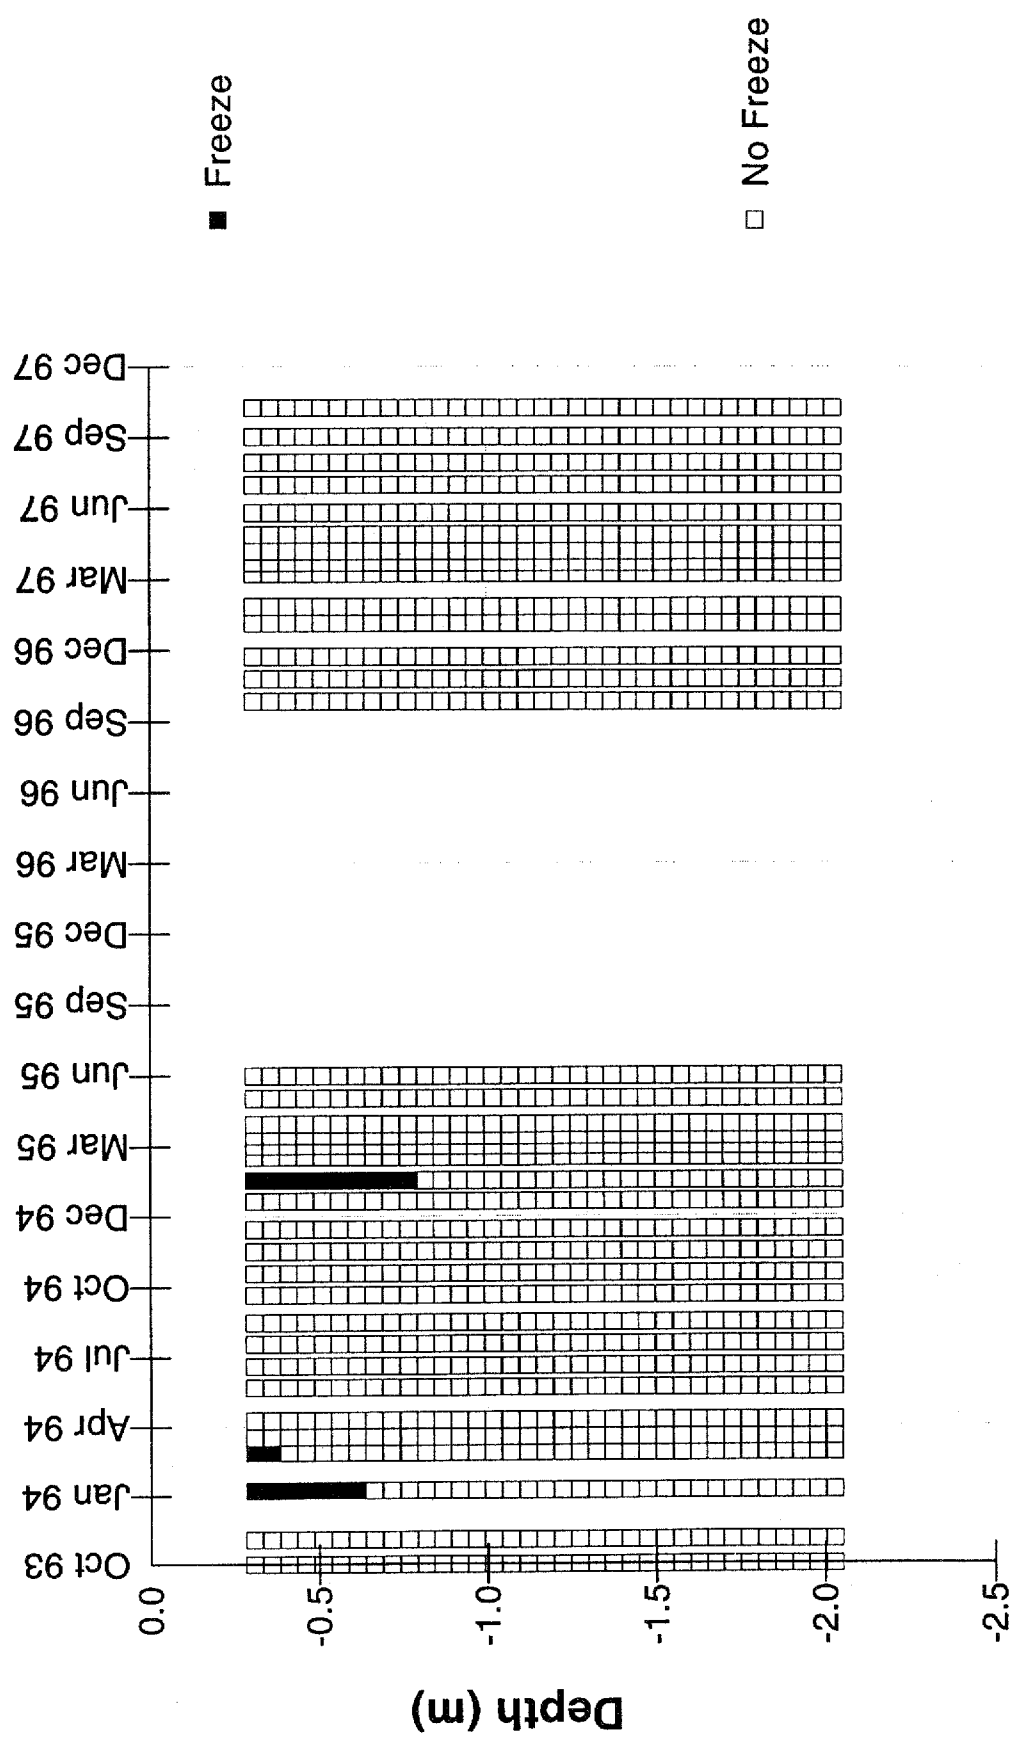 Depth (m)
0.0
-0.5
-1.0
-1.5
-2.0
-2.5
Oct 93
Jan 94
Apr 94
Jul 94
Oct 94
Dec 94
Mar 95
Jun 95
Sep 95
Dec 95
Mar 96
Jun 96
Sep 96
Dec 96
Mar 97
Jun 97
Sep 97
Dec 97
Freeze
No Freeze